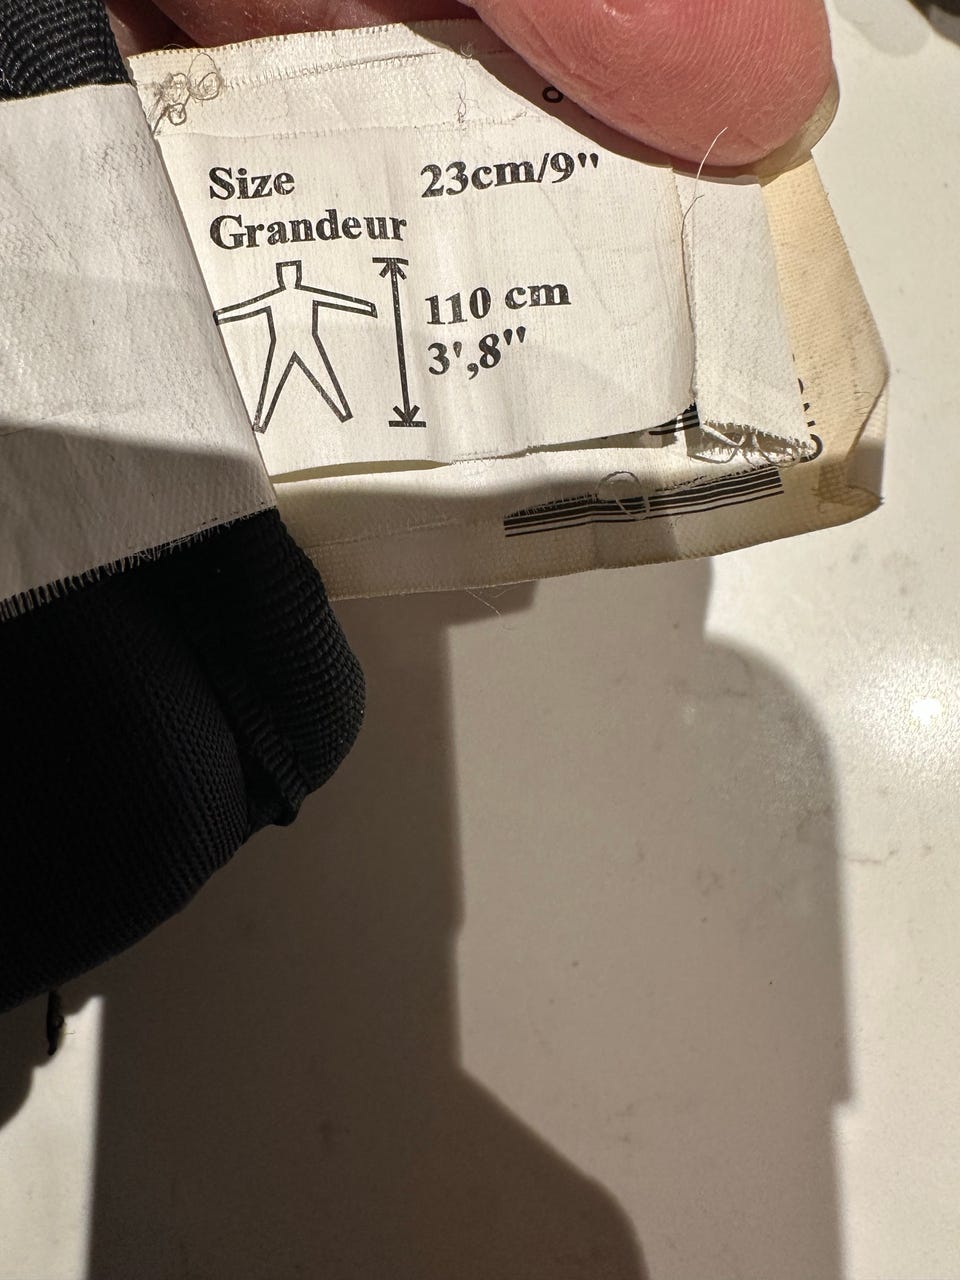 Size 23cm/9"
Grandeur
110 cm
3',8"